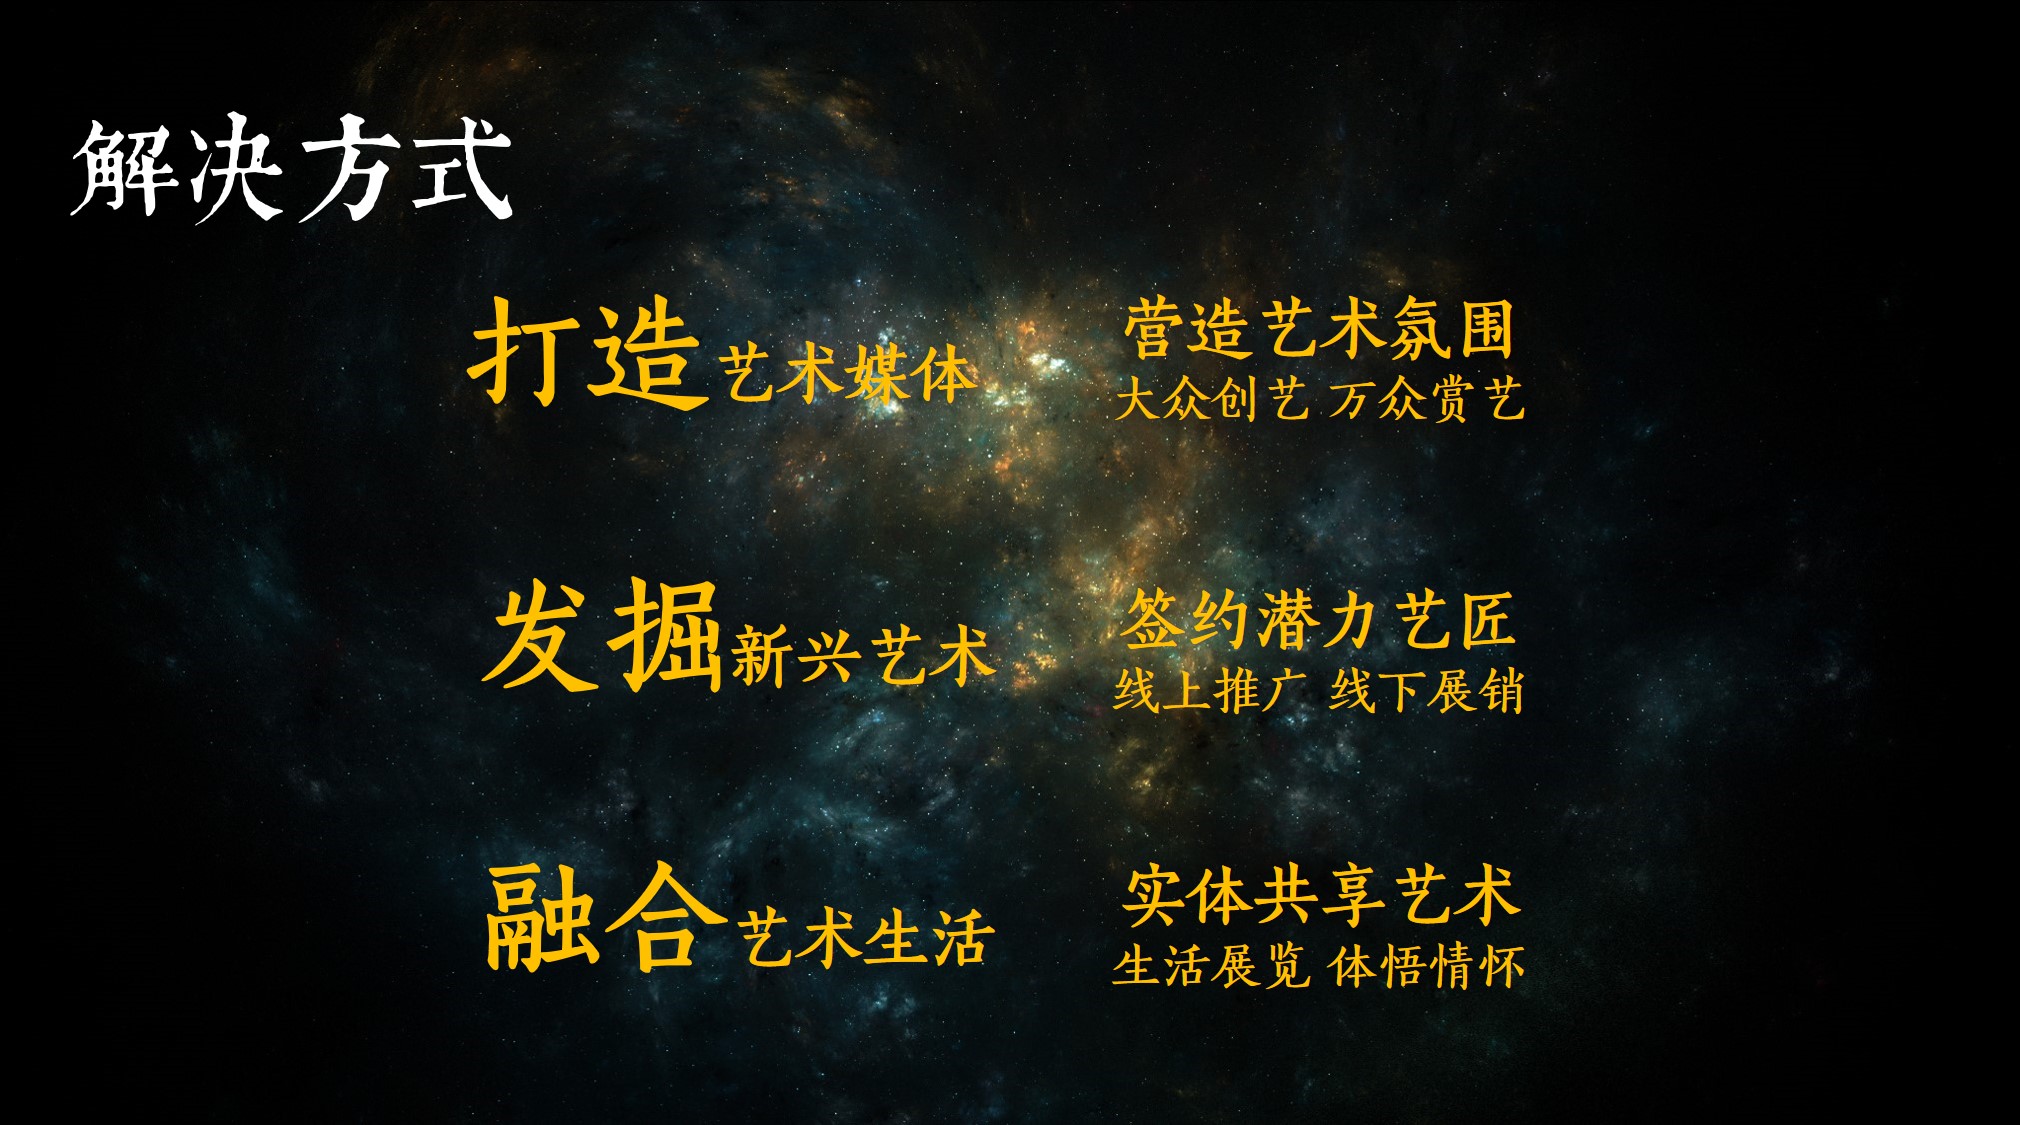 解决方式
打造艺术媒体
营造艺术氛围
大众创艺 万众赏艺
发掘新兴艺术
签约潜力艺匠
线上推广 线下展销
融合艺术生活
实体共享艺术
生活展览 体悟情怀